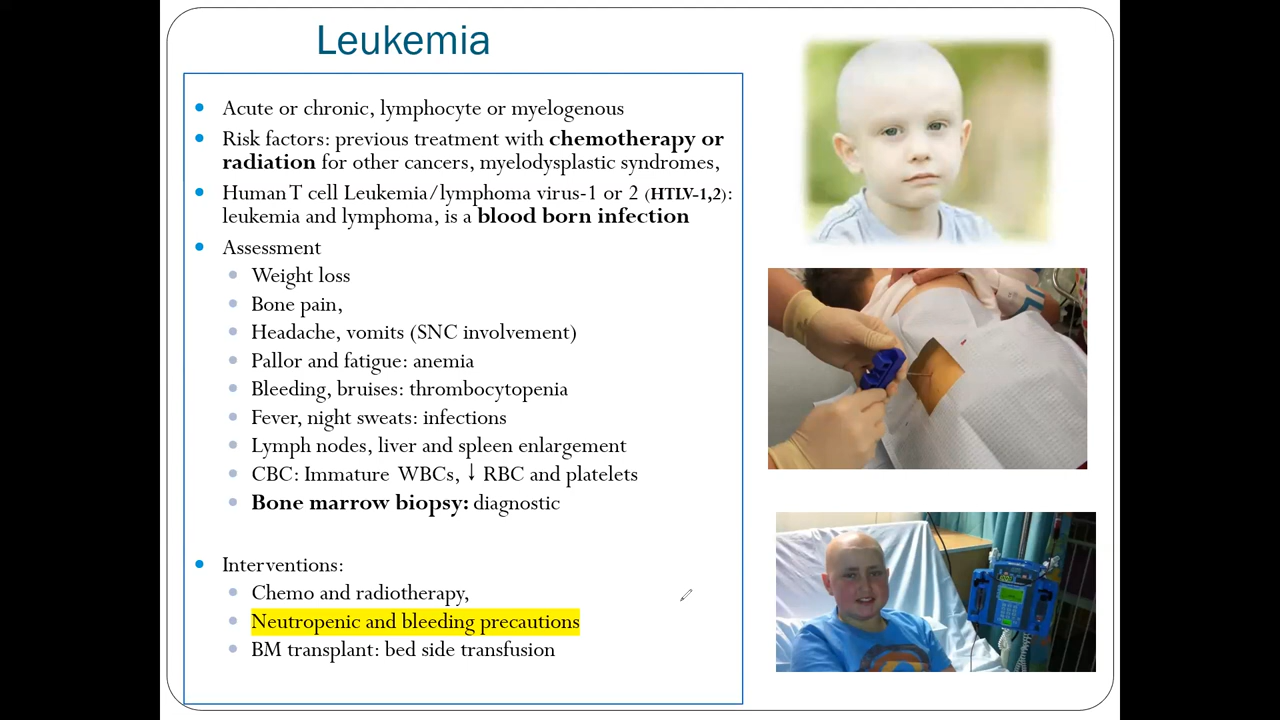 Leukemia
Acute or chronic, lymphocyte or myelogenous
Risk factors: previous treatment with chemotherapy or
radiation for other cancers, myelodysplastic syndromes,
Human T cell Leukemia/lymphoma virus-1 or 2 (HTLV-1,2):
leukemia and lymphoma, is a blood born infection
Assessment
Weight loss
Bone pain,
Headache, vomits (SNC involvement)
Pallor and fatigue: anemia
Bleeding, bruises: thrombocytopenia
Fever, night sweats: infections
Lymph nodes, liver and spleen enlargement
CBC: Immature WBCs, ↓ RBC and platelets
Bone marrow biopsy: diagnostic
Interventions:
Chemo and radiotherapy,
Neutropenic and bleeding precautions
BM transplant: bed side transfusion